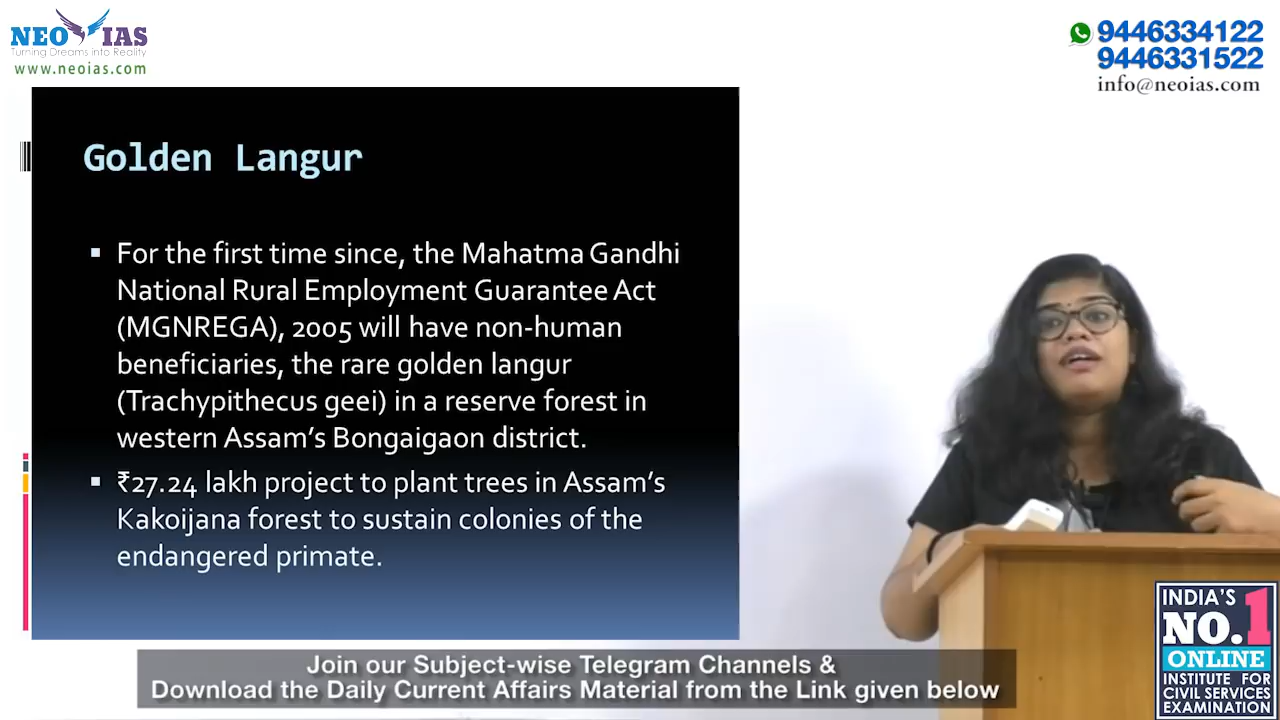 NEO IAS
Turning Dreams into Reality
www.neoias.com
9446334122
9446331522
info@neoias.com
Golden Langur
▪ For the first time since, the Mahatma Gandhi
National Rural Employment Guarantee Act
(MGNREGA), 2005 will have non-human
beneficiaries, the rare golden langur
(Trachypithecus geei) in a reserve forest in
western Assam's Bongaigaon district.
▪ ₹27.24 lakh project to plant trees in Assam's
Kakoijana forest to sustain colonies of the
endangered primate.
INDIA'S
NO.1
ONLINE
INSTITUTE FOR
CIVIL SERVICES
EXAMINATION
Join our Subject-wise Telegram Channels &
Download the Daily Current Affairs Material from the Link given below